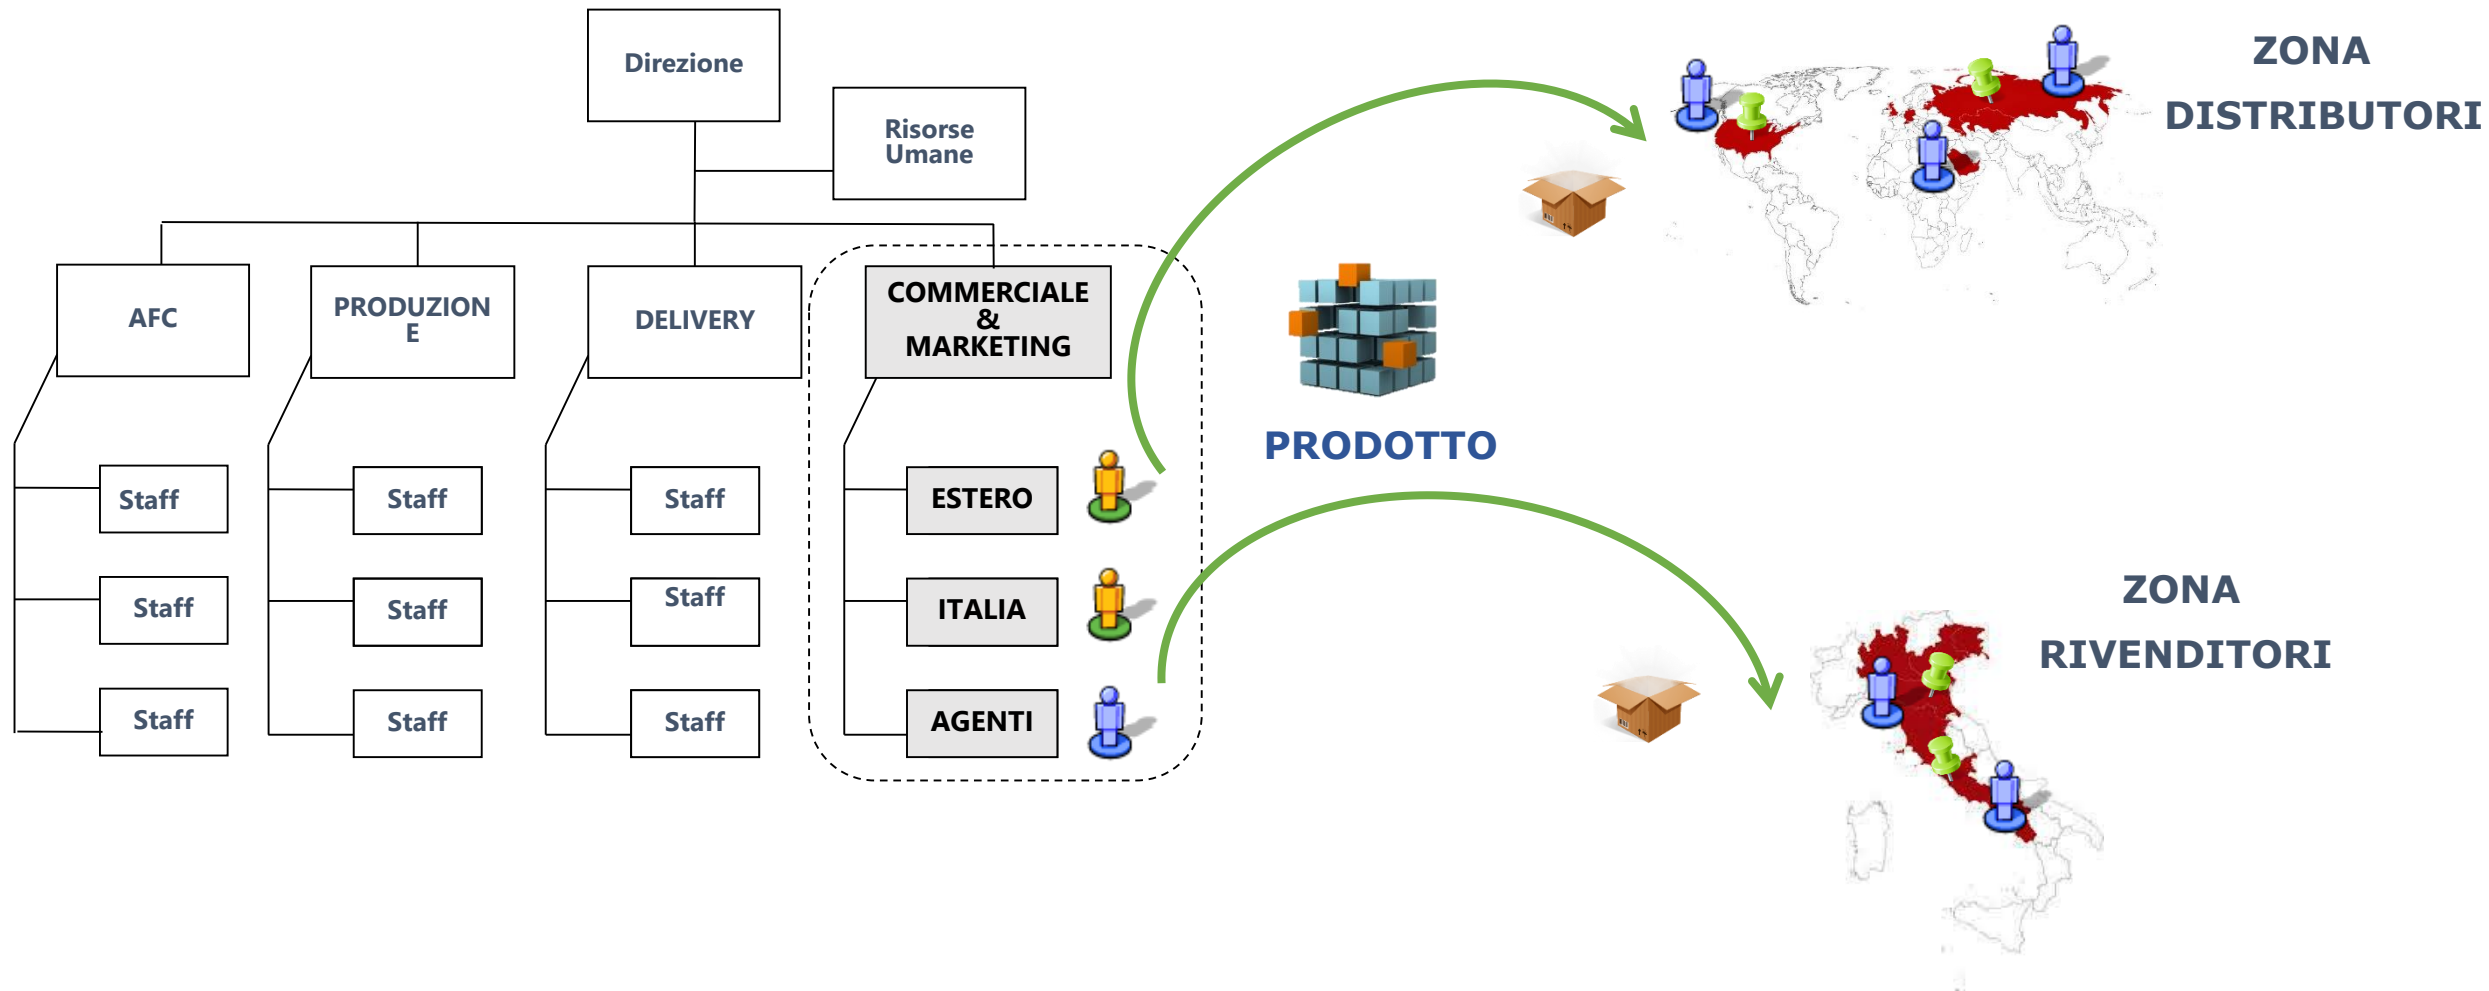 Direzione
Risorse
Umane
AFC
PRODUZION
E
DELIVERY
COMMERCIALE
&
MARKETING
Staff
Staff
Staff
ESTERO
Staff
Staff
Staff
ITALIA
Staff
Staff
Staff
AGENTI
PRODOTTO
ZONA
DISTRIBUTORI
ZONA
RIVENDITORI